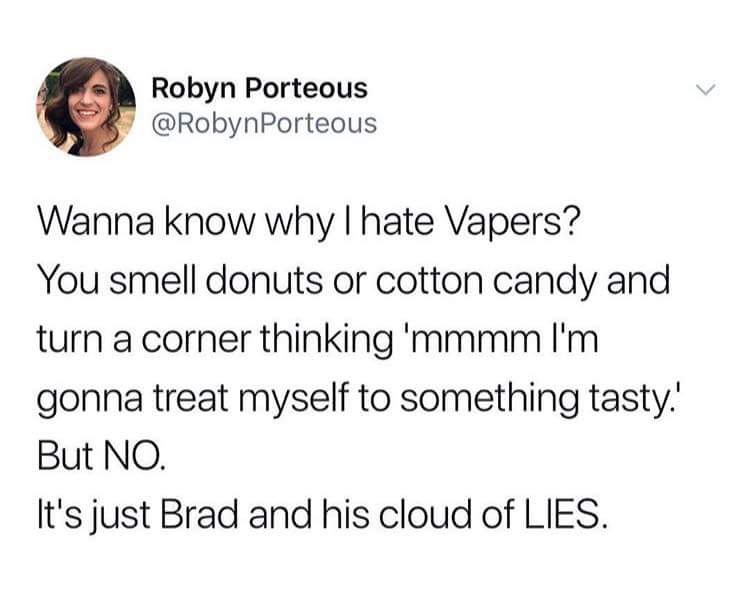 Robyn Porteous
@RobynPorteous
Wanna know why I hate Vapers?
You smell donuts or cotton candy and
turn a corner thinking 'mmmm I'm
gonna treat myself to something tasty.'
But NO.
It's just Brad and his cloud of LIES.